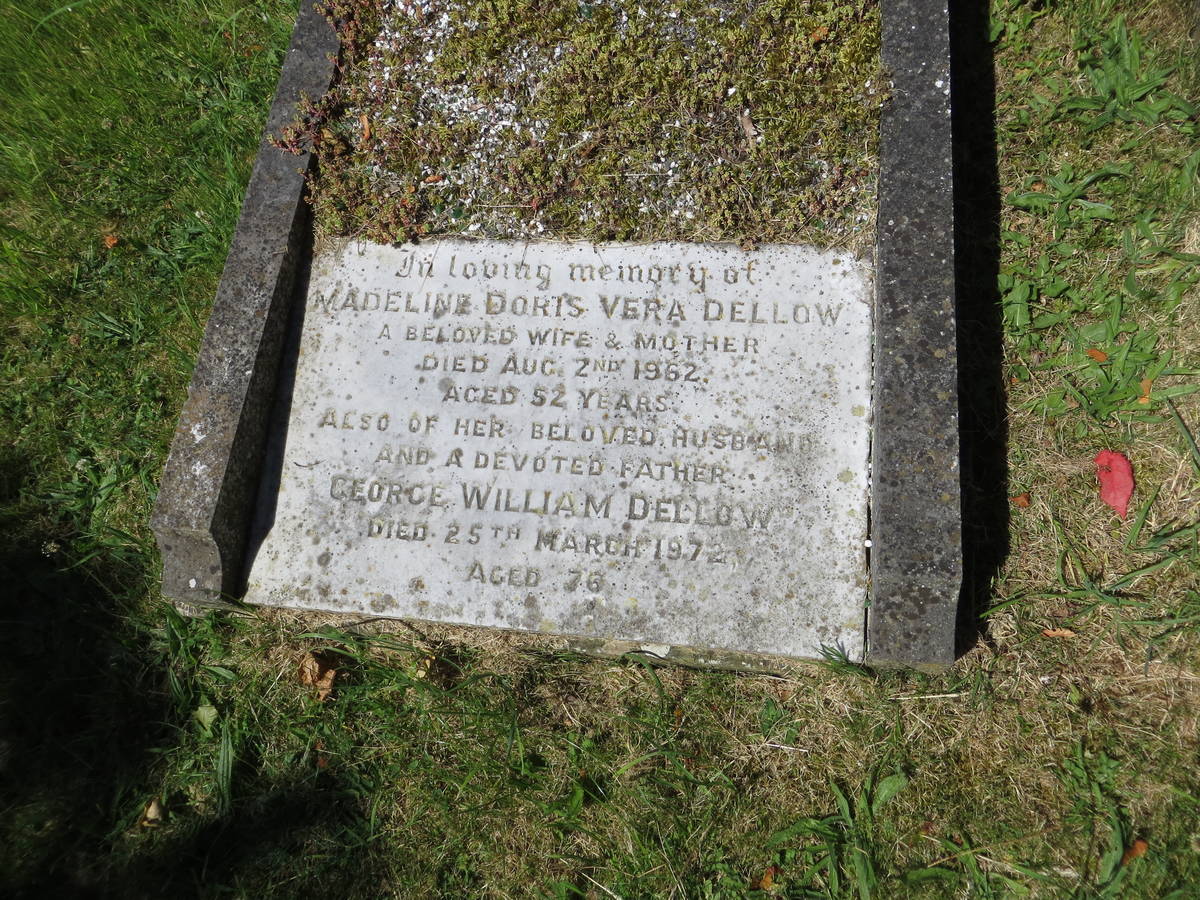 In loving memory of
MADELINE DORIS VERA DELLOW
A BELOVED WIFE & MOTHER
DIED AUG. 2ND 1962.
AGED 52 YEARS.
ALSO OF HER BELOVED HUSBAND
AND A DEVOTED FATHER
GEORGE WILLIAM DELLOW
DIED 25TH MARCH 1972,
AGED 76